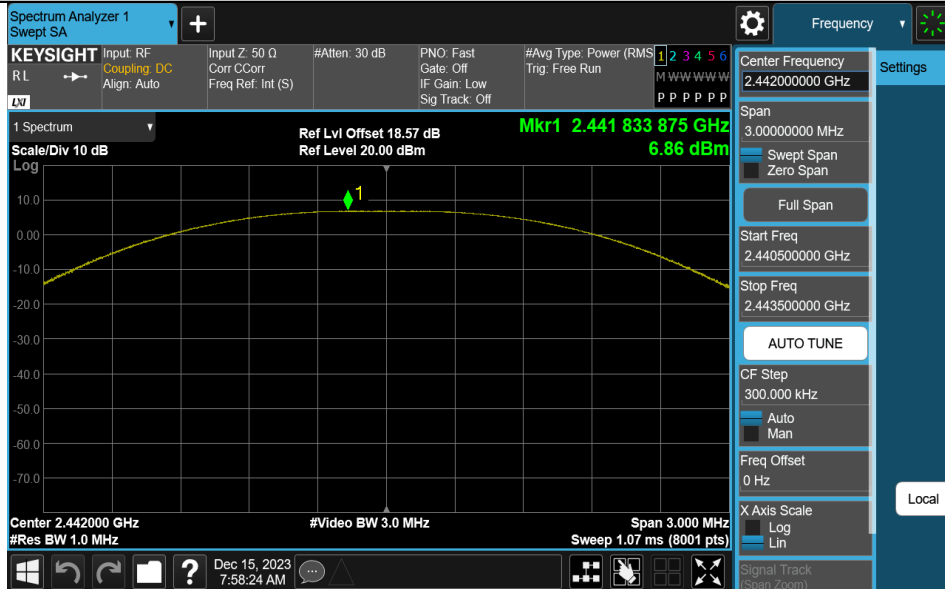 Spectrum Analyzer 1
Swept SA
+
Frequency
KEYSIGHT
R L
LXI
Input: RF
Coupling: DC
Align: Auto
Input Z: 50 Ω
Corr CCorr
Freq Ref: Int (S)
#Atten: 30 dB
PNO: Fast
Gate: Off
IF Gain: Low
Sig Track: Off
#Avg Type: Power (RMS
Trig: Free Run
1 2 3 4 5 6
M W W W W W
P P P P P P
1 Spectrum
Scale/Div 10 dB
Log
Ref Lvl Offset 18.57 dB
Ref Level 20.00 dBm
Mkr1 2.441 833 875 GHz
6.86 dBm
1
10.0
0.00
-10.0
-20.0
-30.0
-40.0
-50.0
-60.0
-70.0
Center 2.442000 GHz
#Res BW 1.0 MHz
#Video BW 3.0 MHz
Span 3.000 MHz
Sweep 1.07 ms (8001 pts)
?
Dec 15, 2023
7:58:24 AM
Center Frequency
2.442000000 GHz
Span
3.00000000 MHz
Swept Span
Zero Span
Full Span
Start Freq
2.440500000 GHz
Stop Freq
2.443500000 GHz
AUTO TUNE
CF Step
300.000 kHz
Auto
Man
Freq Offset
0 Hz
X Axis Scale
Log
Lin
Signal Track
(Span Zoom)
Settings
Local